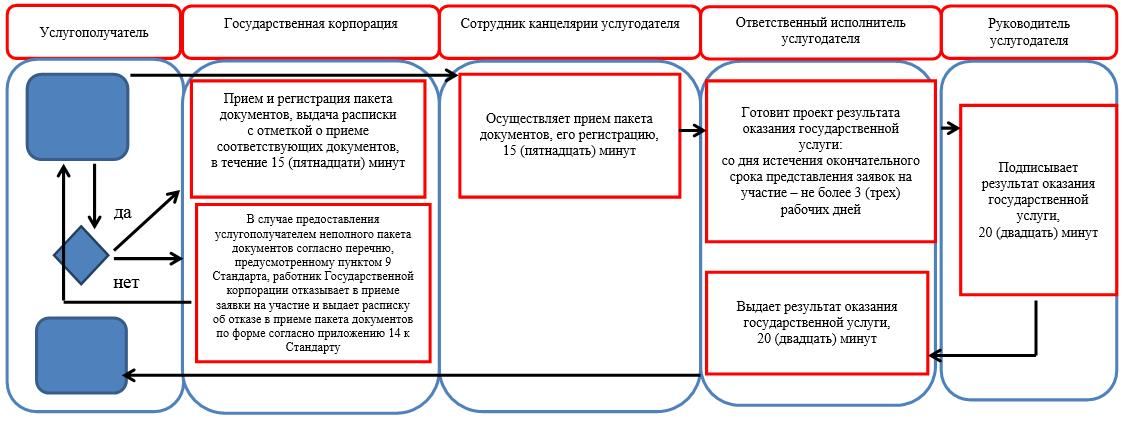 Услугополучатель
Государственная корпорация
Сотрудник канцелярии услугодателя
Ответственный исполнитель
услугодателя
Руководитель
услугодателя
Прием и регистрация пакета
документов, выдача расписки
с отметкой о приеме
соответствующих документов,
в течение 15 (пятнадцати) минут
да
нет
В случае предоставления
услугополучателем неполного пакета
документов согласно перечню,
предусмотренному пунктом 9
Стандарта, работник Государственной
корпорации отказывает в приеме
заявки на участие и выдает расписку
об отказе в приеме пакета документов
по форме согласно приложению 14 к
Стандарту
Осуществляет прием пакета
документов, его регистрацию,
15 (пятнадцать) минут
Готовит проект результата
оказания государственной
услуги:
со дня истечения окончательного
срока представления заявок на
участие – не более 3 (трех)
рабочих дней
Подписывает
результат оказания
государственной
услуги,
20 (двадцать) минут
Выдает результат оказания
государственной услуги,
20 (двадцать) минут